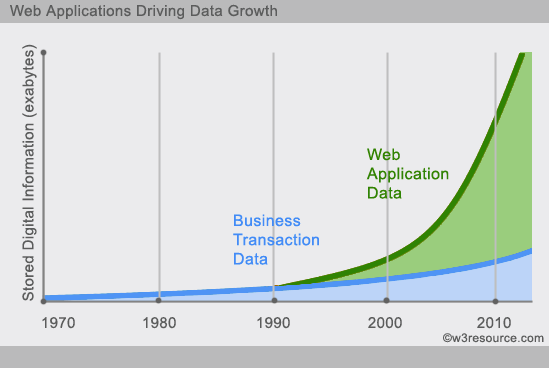 Web Applications Driving Data Growth
Stored Digital Information (exabytes)
Web
Application
Data
Business
Transaction
Data
1970 1980 1990 2000 2010
©w3resource.com